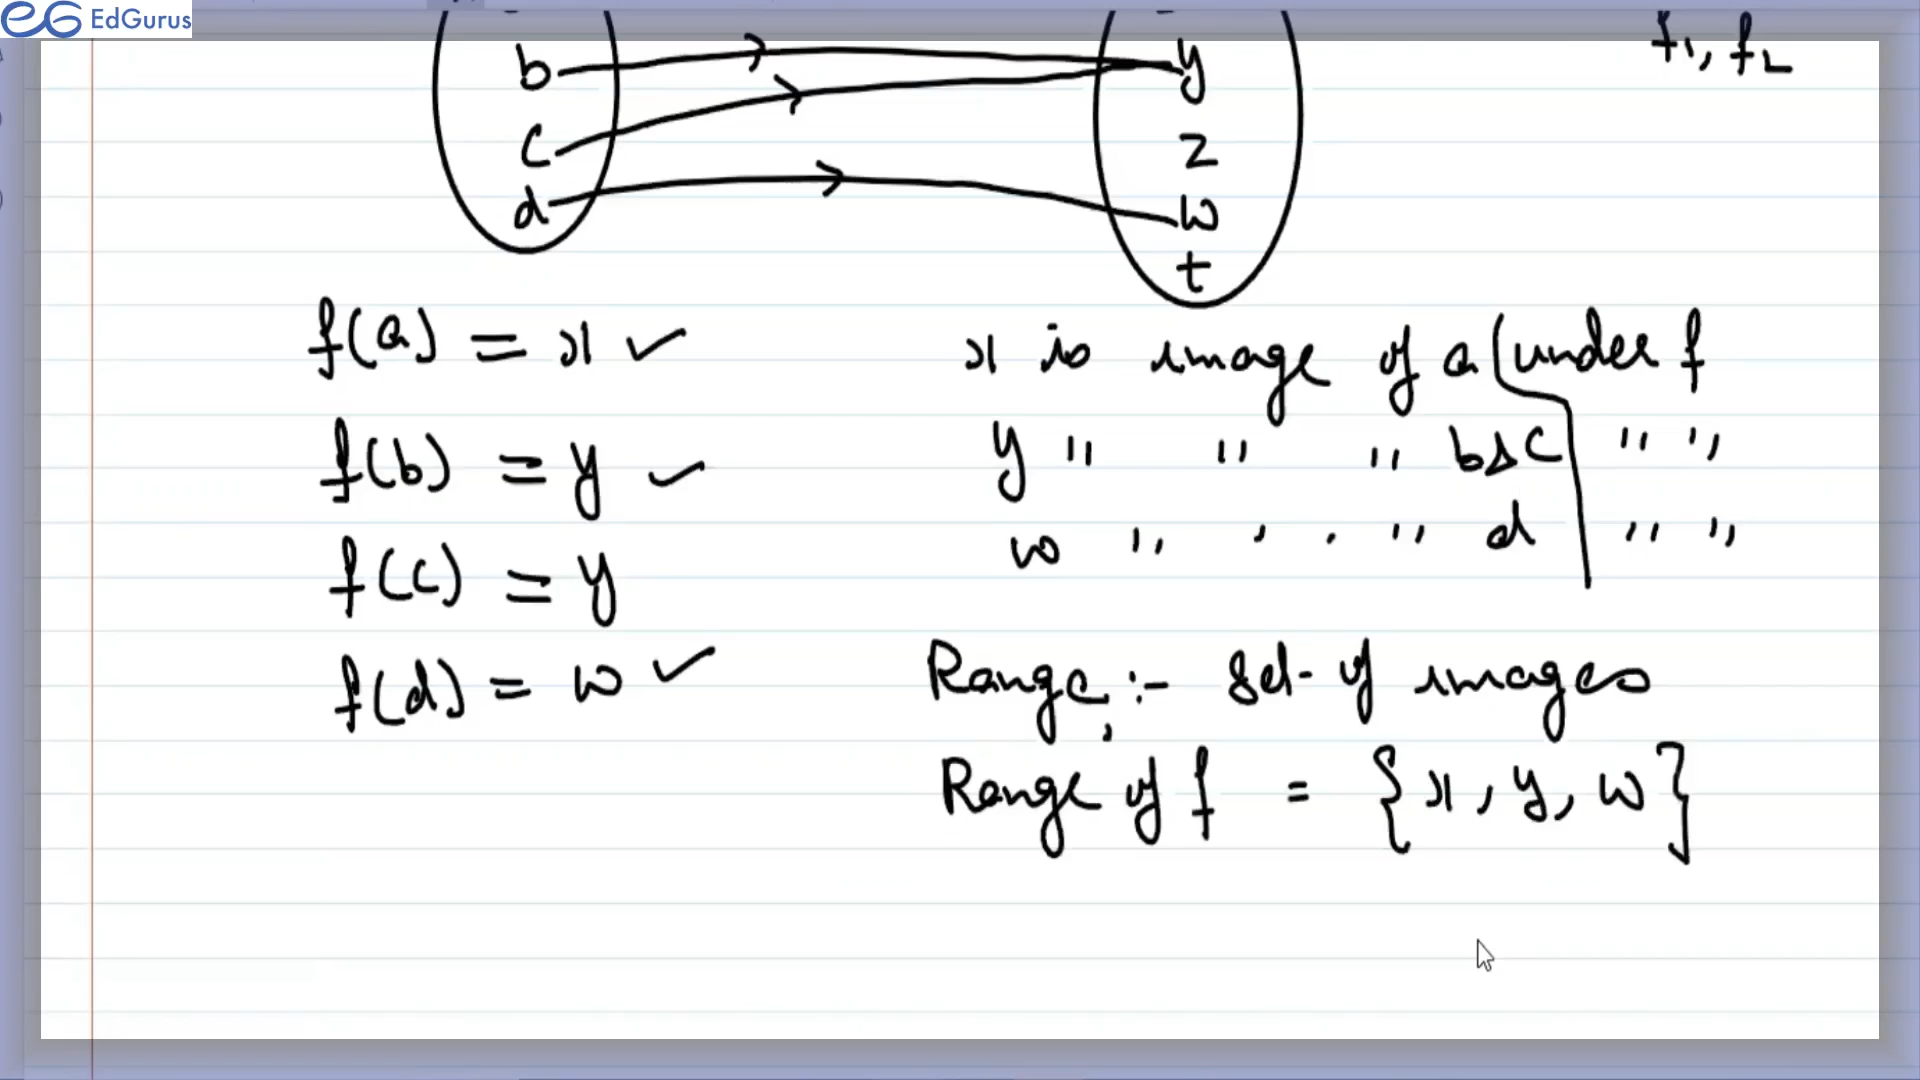 EdGurus
f1, f2
b
c
d
y
z
w
t
f(a) = x ✓
f(b) = y ✓
f(c) = y
f(d) = w ✓
x is image of a (under f
y " " " b & c " "
w " " " d " "
Range :- Set of images
Range of f = {x, y, w}